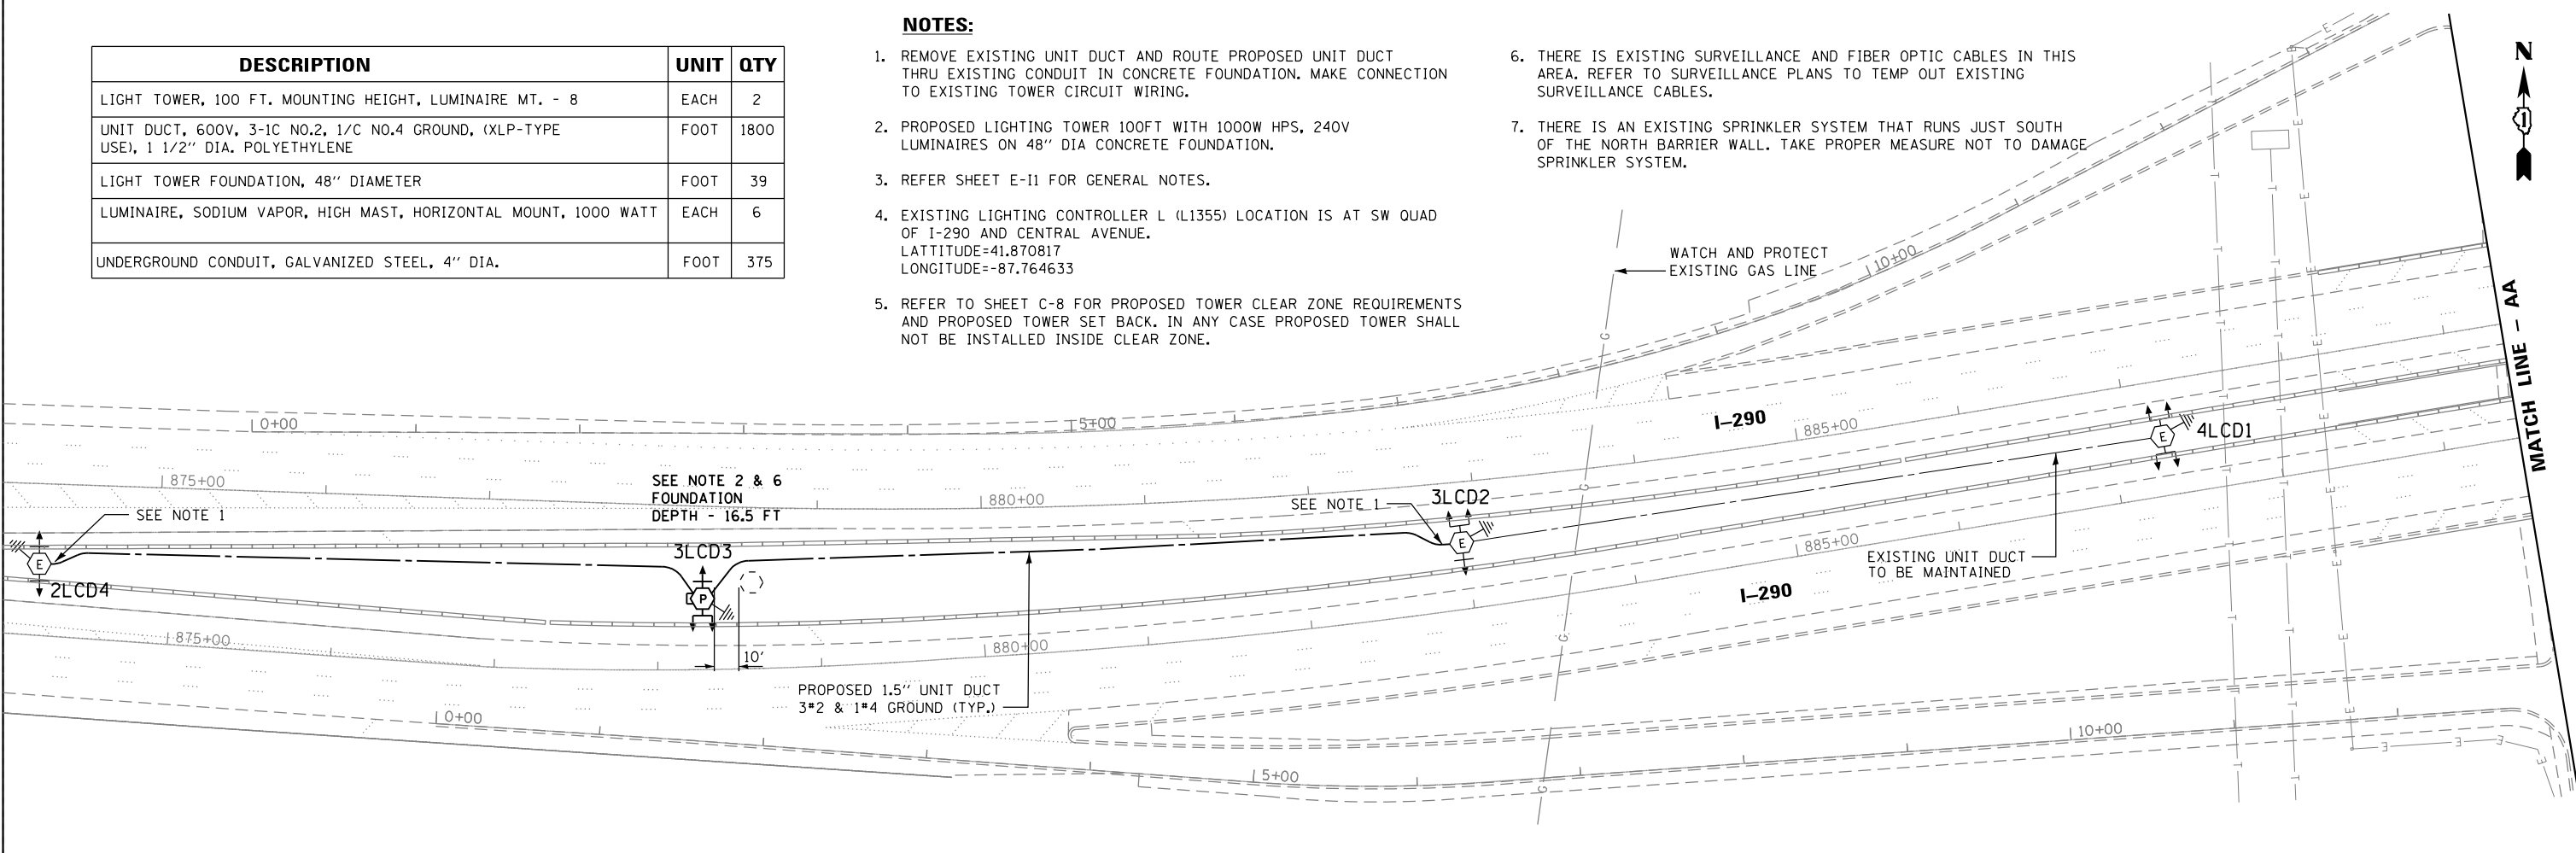 DESCRIPTION UNIT QTY
LIGHT TOWER, 100 FT. MOUNTING HEIGHT, LUMINAIRE MT. - 8 EACH 2
UNIT DUCT, 600V, 3-1C NO.2, 1/C NO.4 GROUND, (XLP-TYPE FOOT 1800
USE), 1 1/2" DIA. POLYETHYLENE
LIGHT TOWER FOUNDATION, 48" DIAMETER FOOT 39
LUMINAIRE, SODIUM VAPOR, HIGH MAST, HORIZONTAL MOUNT, 1000 WATT EACH 6
UNDERGROUND CONDUIT, GALVANIZED STEEL, 4" DIA. FOOT 375
NOTES:
1. REMOVE EXISTING UNIT DUCT AND ROUTE PROPOSED UNIT DUCT
THRU EXISTING CONDUIT IN CONCRETE FOUNDATION. MAKE CONNECTION
TO EXISTING TOWER CIRCUIT WIRING.
2. PROPOSED LIGHTING TOWER 100FT WITH 1000W HPS, 240V
LUMINAIRES ON 48" DIA CONCRETE FOUNDATION.
3. REFER SHEET E-I1 FOR GENERAL NOTES.
4. EXISTING LIGHTING CONTROLLER L (L1355) LOCATION IS AT SW QUAD
OF I-290 AND CENTRAL AVENUE.
LATTITUDE=41.870817
LONGITUDE=-87.764633
5. REFER TO SHEET C-8 FOR PROPOSED TOWER CLEAR ZONE REQUIREMENTS
AND PROPOSED TOWER SET BACK. IN ANY CASE PROPOSED TOWER SHALL
NOT BE INSTALLED INSIDE CLEAR ZONE.
6. THERE IS EXISTING SURVEILLANCE AND FIBER OPTIC CABLES IN THIS
AREA. REFER TO SURVEILLANCE PLANS TO TEMP OUT EXISTING
SURVEILLANCE CABLES.
7. THERE IS AN EXISTING SPRINKLER SYSTEM THAT RUNS JUST SOUTH
OF THE NORTH BARRIER WALL. TAKE PROPER MEASURE NOT TO DAMAGE
SPRINKLER SYSTEM.
N
1
WATCH AND PROTECT
EXISTING GAS LINE
10+00
MATCH LINE - AA
0+00
5+00
I-290
885+00
4LCD1
E
875+00
SEE NOTE 2 & 6
FOUNDATION
DEPTH - 16.5 FT
880+00
SEE NOTE 1
3LCD2
E
SEE NOTE 1
E
2LCD4
3LCD3
P
10'
885+00
EXISTING UNIT DUCT
TO BE MAINTAINED
I-290
875+00
880+00
PROPOSED 1.5" UNIT DUCT
3#2 & 1#4 GROUND (TYP.)
0+00
5+00
10+00
G
G
G
G
T
T
T
T
T
T
T
T
T
T
E
E
E
E
E
E
E
E
E
E
E
E
E